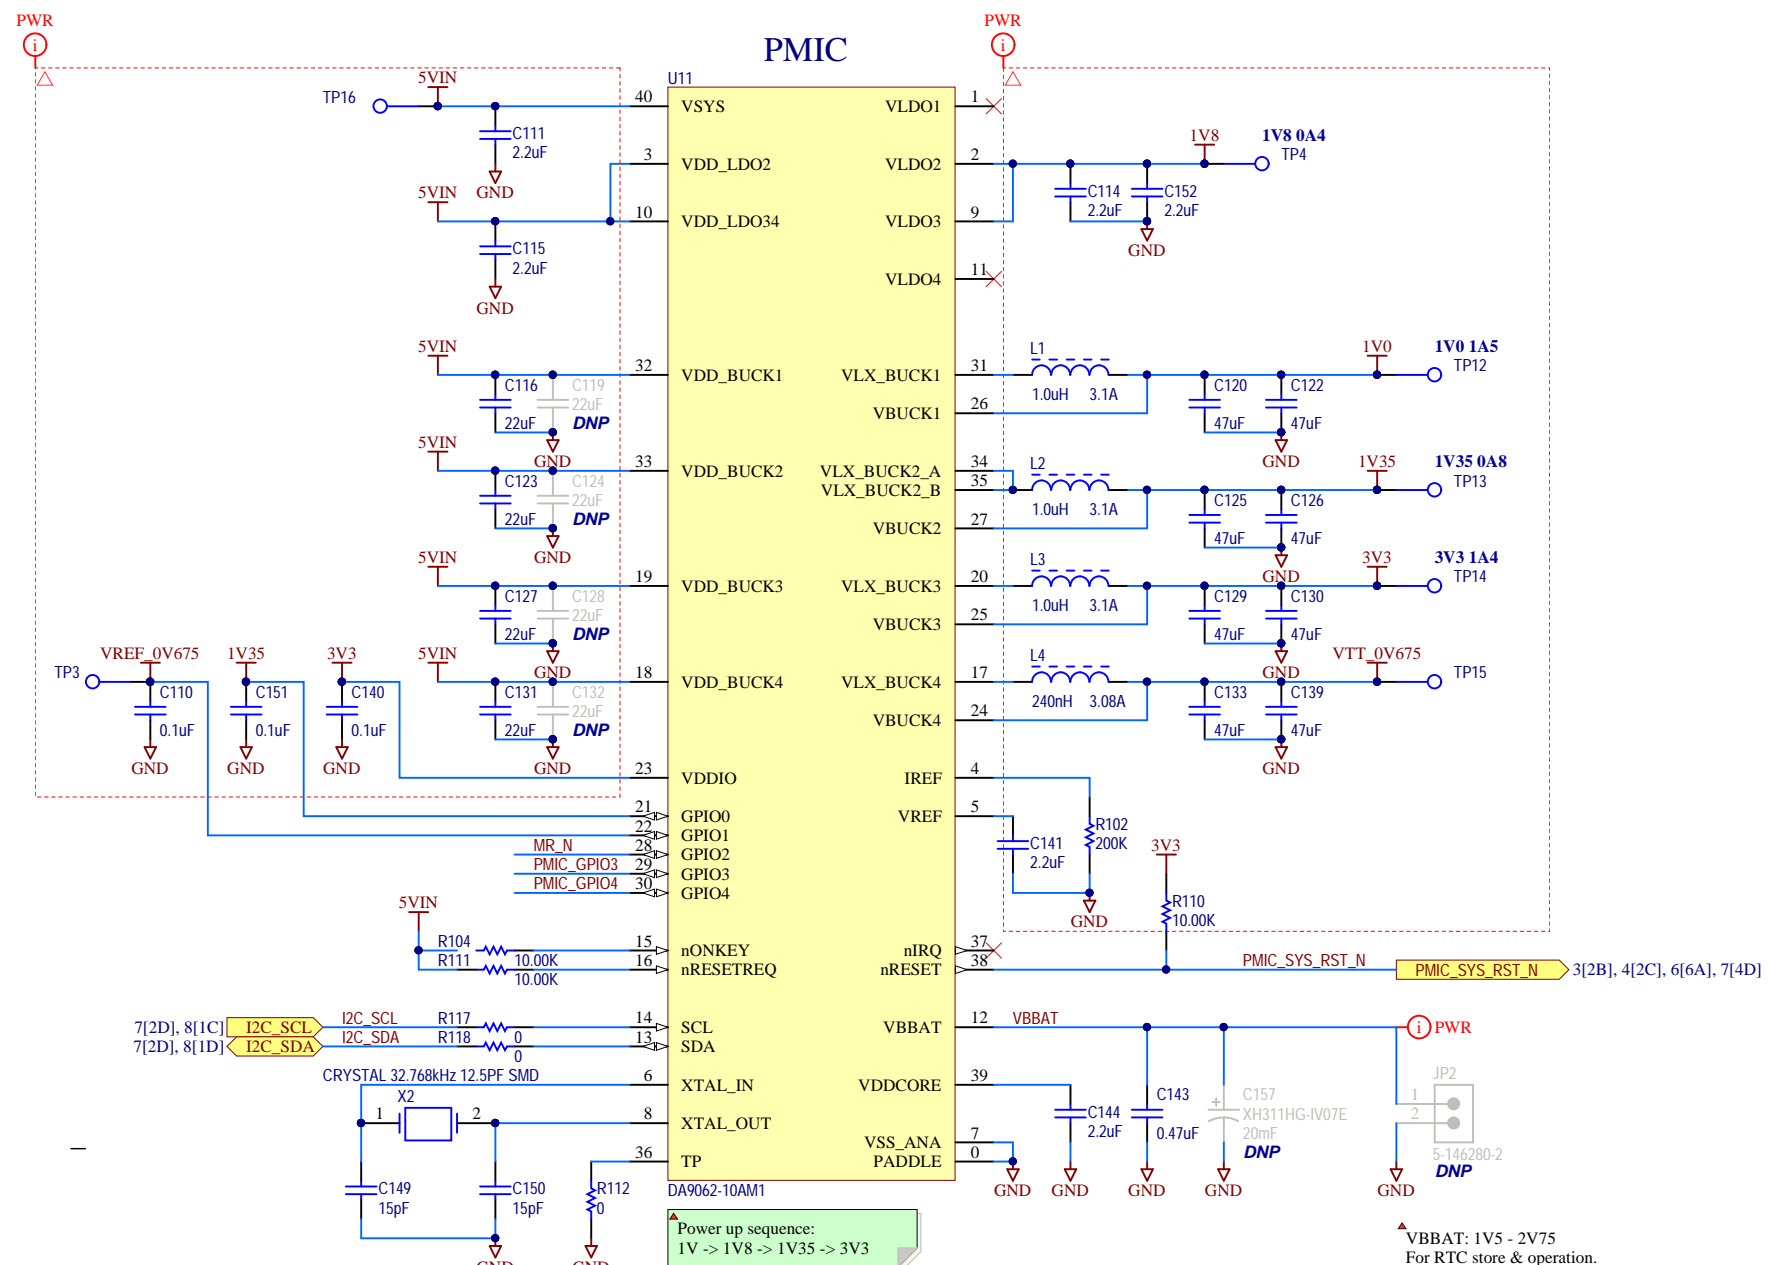 PWR
PWR
PMIC
U11
5VIN
TP16
40 VSYS
VLDO1 1
C111
2.2uF
GND
3 VDD_LDO2
VLDO2 2
1V8
1V8 0A4
TP4
C114
2.2uF
C152
2.2uF
GND
5VIN
10 VDD_LDO34
VLDO3 9
C115
2.2uF
GND
VLDO4 11
5VIN
32 VDD_BUCK1
C116
22uF
C119
22uF
DNP
GND
VLX_BUCK1 31
L1
1.0uH 3.1A
VBUCK1 26
C120
47uF
C122
47uF
GND
1V0
1V0 1A5
TP12
5VIN
33 VDD_BUCK2
C123
22uF
C124
22uF
DNP
GND
VLX_BUCK2_A 34
VLX_BUCK2_B 35
L2
1.0uH 3.1A
VBUCK2 27
C125
47uF
C126
47uF
GND
1V35
1V35 0A8
TP13
5VIN
19 VDD_BUCK3
C127
22uF
C128
22uF
DNP
GND
VLX_BUCK3 20
L3
1.0uH 3.1A
VBUCK3 25
C129
47uF
C130
47uF
GND
3V3
3V3 1A4
TP14
5VIN
18 VDD_BUCK4
C131
22uF
C132
22uF
DNP
GND
VLX_BUCK4 17
L4
240nH 3.08A
VBUCK4 24
C133
47uF
C139
47uF
GND
VTT_0V675
TP15
TP3
VREF_0V675
C110
0.1uF
GND
1V35
C151
0.1uF
GND
3V3
C140
0.1uF
GND
23 VDDIO
21 GPIO0
22 GPIO1
MR_N 28 GPIO2
PMIC_GPIO3 29 GPIO3
PMIC_GPIO4 30 GPIO4
IREF 4
VREF 5
C141
2.2uF
R102
200K
GND
3V3
R110
10.00K
5VIN
R104
10.00K
15 nONKEY
R111
10.00K
16 nRESETREQ
nIRQ 37
nRESET 38
PMIC_SYS_RST_N
PMIC_SYS_RST_N 3[2B], 4[2C], 6[6A], 7[4D]
7[2D], 8[1C] I2C_SCL I2C_SCL R117 0 14 SCL
7[2D], 8[1D] I2C_SDA I2C_SDA R118 0 13 SDA
VBBAT 12 VBBAT
PWR
CRYSTAL 32.768kHz 12.5PF SMD
6 XTAL_IN
X2
1 2
8 XTAL_OUT
C149
15pF
C150
15pF
GND
36 TP
R112
0
GND
VDDCORE 39
C144
2.2uF
GND
C143
0.47uF
GND
C157
XH311HG-IV07E
20mF
DNP
GND
JP2
1
2
5-146280-2
DNP
GND
VSS_ANA 7
PADDLE 0
GND
DA9062-10AM1
Power up sequence:
1V -> 1V8 -> 1V35 -> 3V3
VBBAT: 1V5 - 2V75
For RTC store & operation.